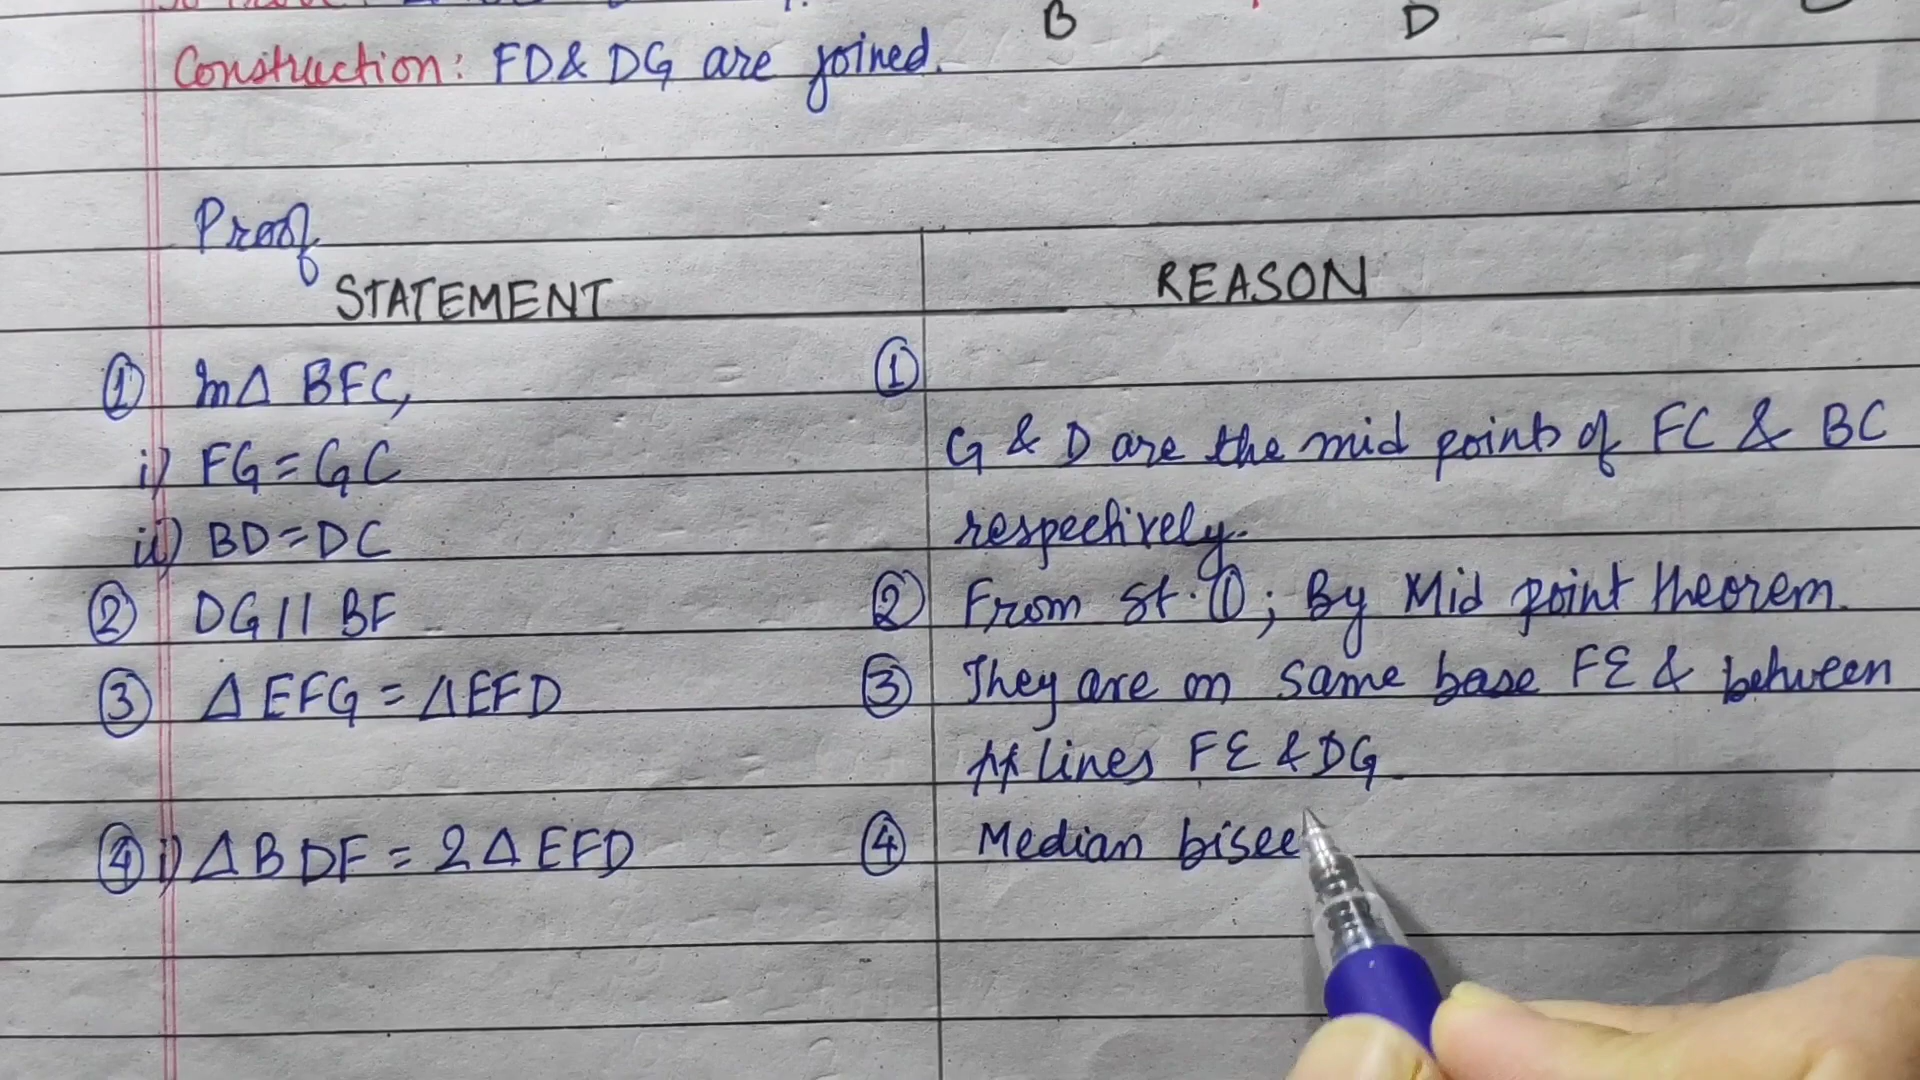 B
D
Construction: FD & DG are joined.
Proof
STATEMENT
REASON
① In Δ BFC,
①
i) FG = GC
G & D are the mid points of FC & BC
ii) BD = DC
respectively.
② DG // BF
② From st. ①; By Mid point theorem.
③ Δ EFG = Δ EFD
③ They are on same base FE & between
// lines FE & DG
④ i) Δ BDF = 2 Δ EFD
④ Median bisec